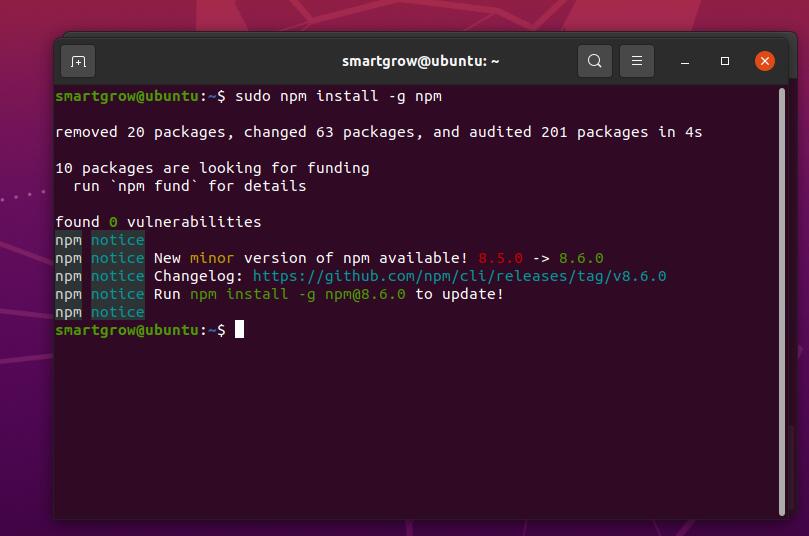 smartgrow@ubuntu: ~
smartgrow@ubuntu:~$ sudo npm install -g npm
removed 20 packages, changed 63 packages, and audited 201 packages in 4s
10 packages are looking for funding
  run `npm fund` for details
found 0 vulnerabilities
npm notice
npm notice New minor version of npm available! 8.5.0 -> 8.6.0
npm notice Changelog: https://github.com/npm/cli/releases/tag/v8.6.0
npm notice Run npm install -g npm@8.6.0 to update!
npm notice
smartgrow@ubuntu:~$